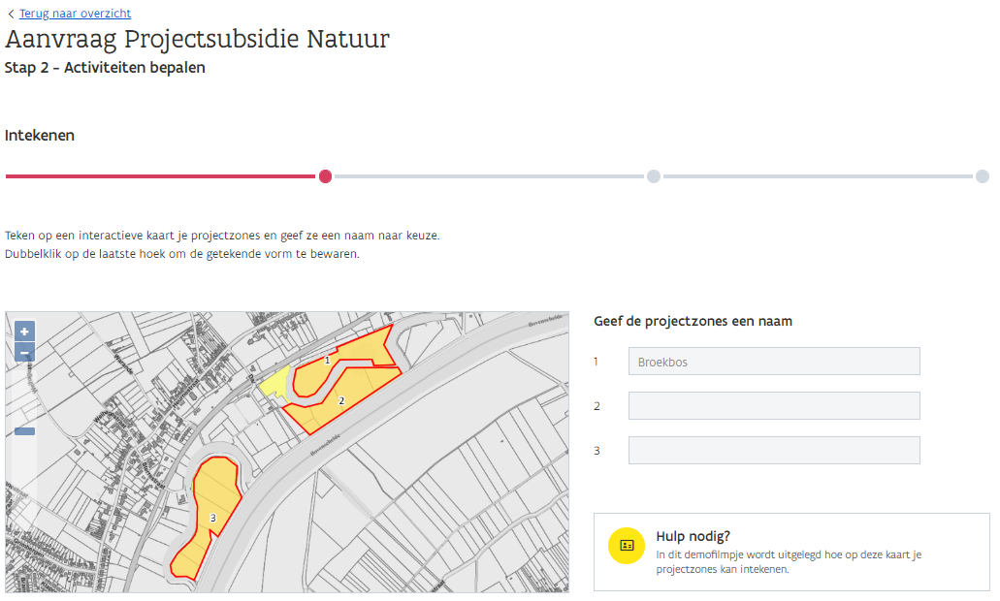 Terug naar overzicht
Aanvraag Projectsubsidie Natuur
Stap 2 - Activiteiten bepalen
Intekenen
Teken op een interactieve kaart je projectzones en geef ze een naam naar keuze.
Dubbelklik op de laatste hoek om de getekende vorm te bewaren.
+
−
Bovenschelde
1
2
Bovenschelde
3
Geef de projectzones een naam
1
Broekbos
2
3
Hulp nodig?
In dit demofilmpje wordt uitgelegd hoe op deze kaart je
projectzones kan intekenen.